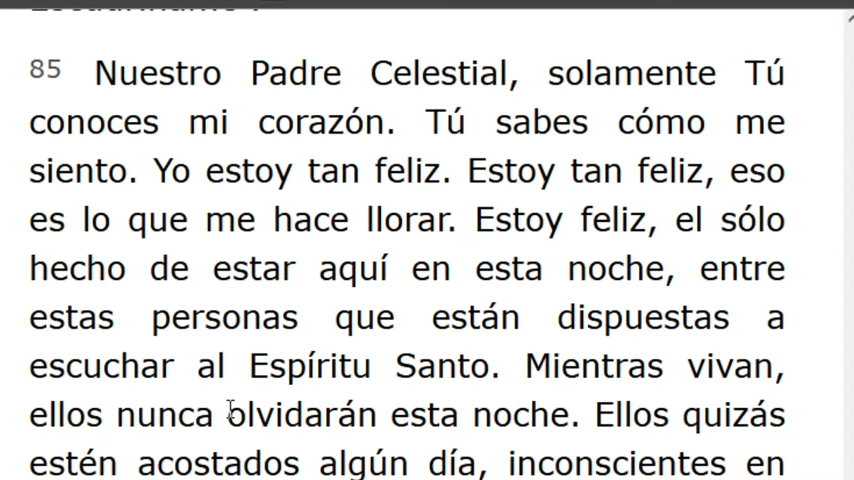 85 Nuestro Padre Celestial, solamente Tú
conoces mi corazón. Tú sabes cómo me
siento. Yo estoy tan feliz. Estoy tan feliz, eso
es lo que me hace llorar. Estoy feliz, el sólo
hecho de estar aquí en esta noche, entre
estas personas que están dispuestas a
escuchar al Espíritu Santo. Mientras vivan,
ellos nunca olvidarán esta noche. Ellos quizás
estén acostados algún día, inconscientes en